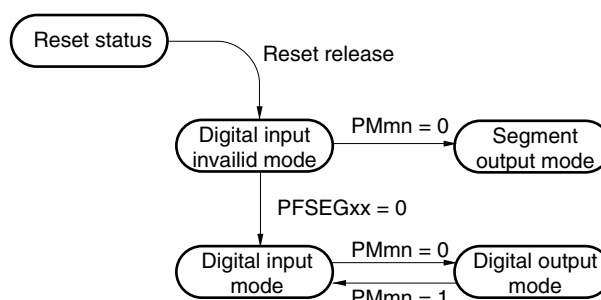 Reset status
Reset release
Digital input
invailid mode
PMmn = 0
Segment
output mode
PFSEGxx = 0
Digital input
mode
PMmn = 0
PMmn = 1
Digital output
mode